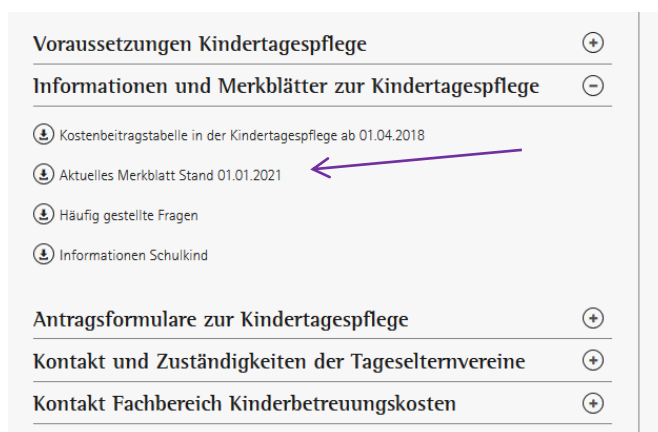 Voraussetzungen Kindertagespflege
Informationen und Merkblätter zur Kindertagespflege
Kostenbeitragstabelle in der Kindertagespflege ab 01.04.2018
Aktuelles Merkblatt Stand 01.01.2021
Häufig gestellte Fragen
Informationen Schulkind
Antragsformulare zur Kindertagespflege
Kontakt und Zuständigkeiten der Tageselternvereine
Kontakt Fachbereich Kinderbetreuungskosten